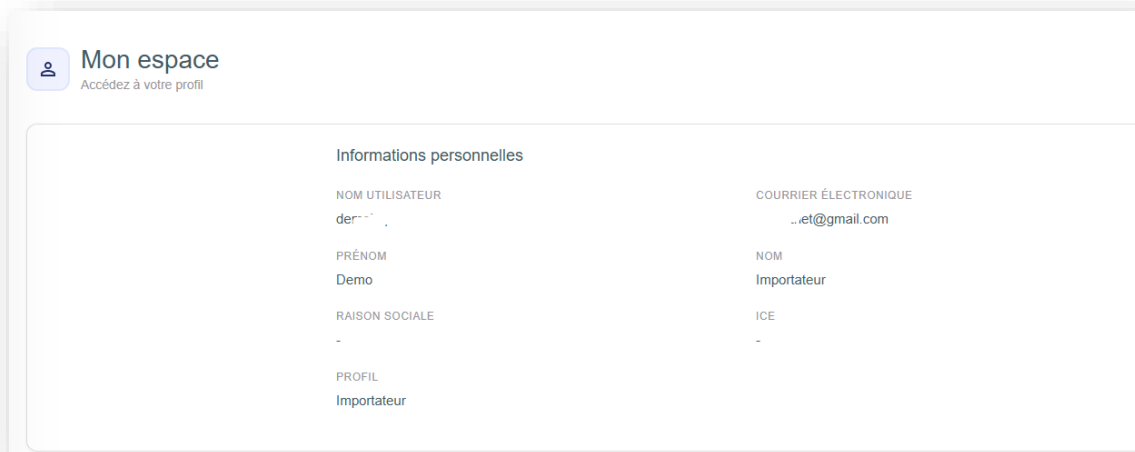 Mon espace
Accédez à votre profil
Informations personnelles
NOM UTILISATEUR
COURRIER ÉLECTRONIQUE
PRÉNOM
NOM
Demo
Importateur
RAISON SOCIALE
ICE
-
-
PROFIL
Importateur